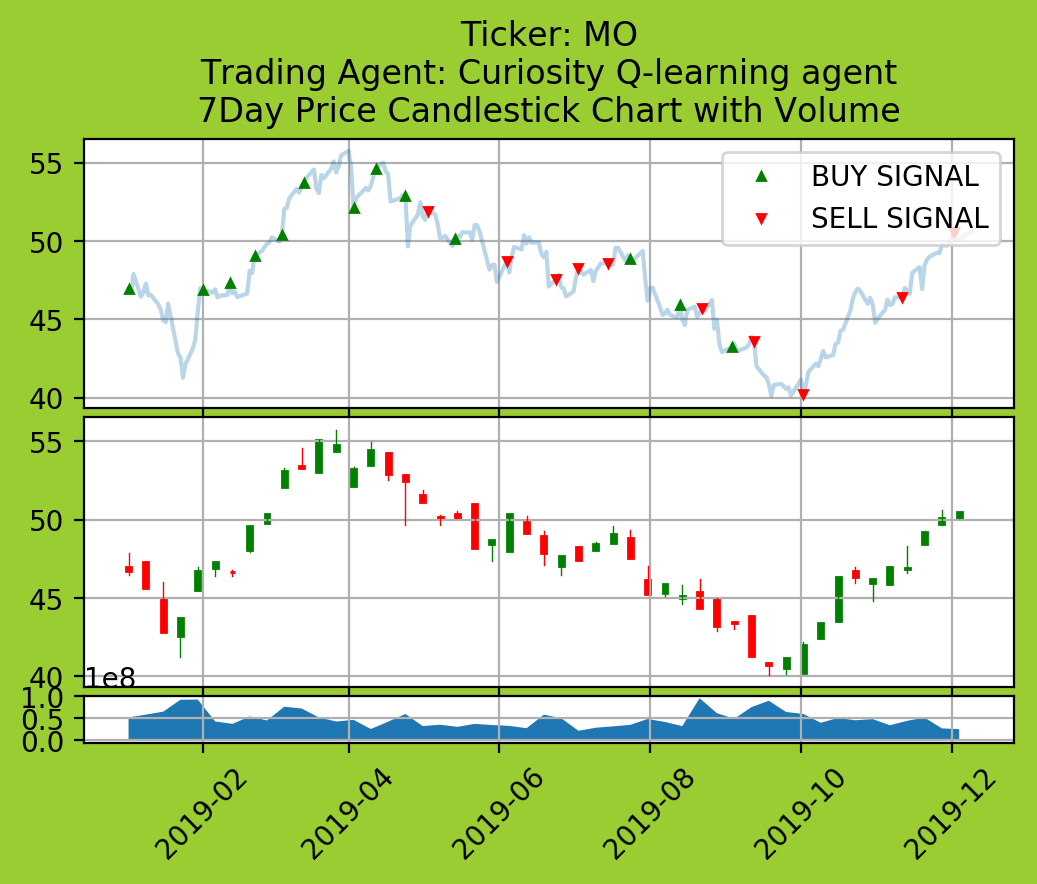 Ticker: MO
Trading Agent: Curiosity Q-learning agent
7Day Price Candlestick Chart with Volume
BUY SIGNAL
SELL SIGNAL
55
50
45
40
55
50
45
40
1e8
1.0
0.5
0.0
2019-02
2019-04
2019-06
2019-08
2019-10
2019-12